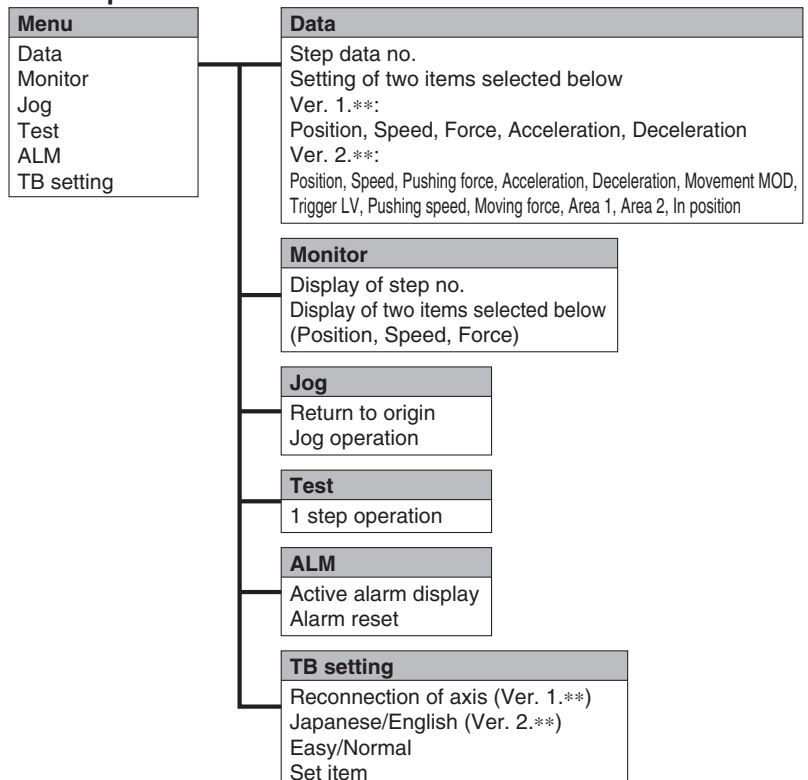 Menu
Data
Monitor
Jog
Test
ALM
TB setting
Data
Step data no.
Setting of two items selected below
Ver. 1.**:
Position, Speed, Force, Acceleration, Deceleration
Ver. 2.**:
Position, Speed, Pushing force, Acceleration, Deceleration, Movement MOD,
Trigger LV, Pushing speed, Moving force, Area 1, Area 2, In position
Monitor
Display of step no.
Display of two items selected below
(Position, Speed, Force)
Jog
Return to origin
Jog operation
Test
1 step operation
ALM
Active alarm display
Alarm reset
TB setting
Reconnection of axis (Ver. 1.**)
Japanese/English (Ver. 2.**)
Easy/Normal
Set item